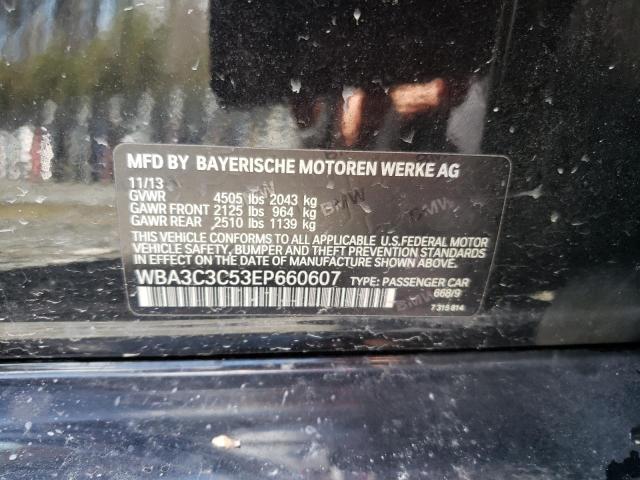 MFD BY BAYERISCHE MOTOREN WERKE AG
11/13
GVWR 4505 lbs 2043 kg
GAWR FRONT 2125 lbs 964 kg
GAWR REAR 2510 lbs 1139 kg
THIS VEHICLE CONFORMS TO ALL APPLICABLE U.S.FEDERAL MOTOR
VEHICLE SAFETY, BUMPER AND THEFT PREVENTION STANDARDS
IN EFFECT ON THE DATE OF MANUFACTURE SHOWN ABOVE.
WBA3C3C53EP660607 TYPE: PASSENGER CAR
668/9
7 315 814
BMW
BMW